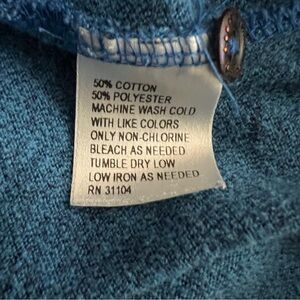 50% COTTON
50% POLYESTER
MACHINE WASH COLD
WITH LIKE COLORS
ONLY NON-CHLORINE
BLEACH AS NEEDED
TUMBLE DRY LOW
LOW IRON AS NEEDED
RN 31104